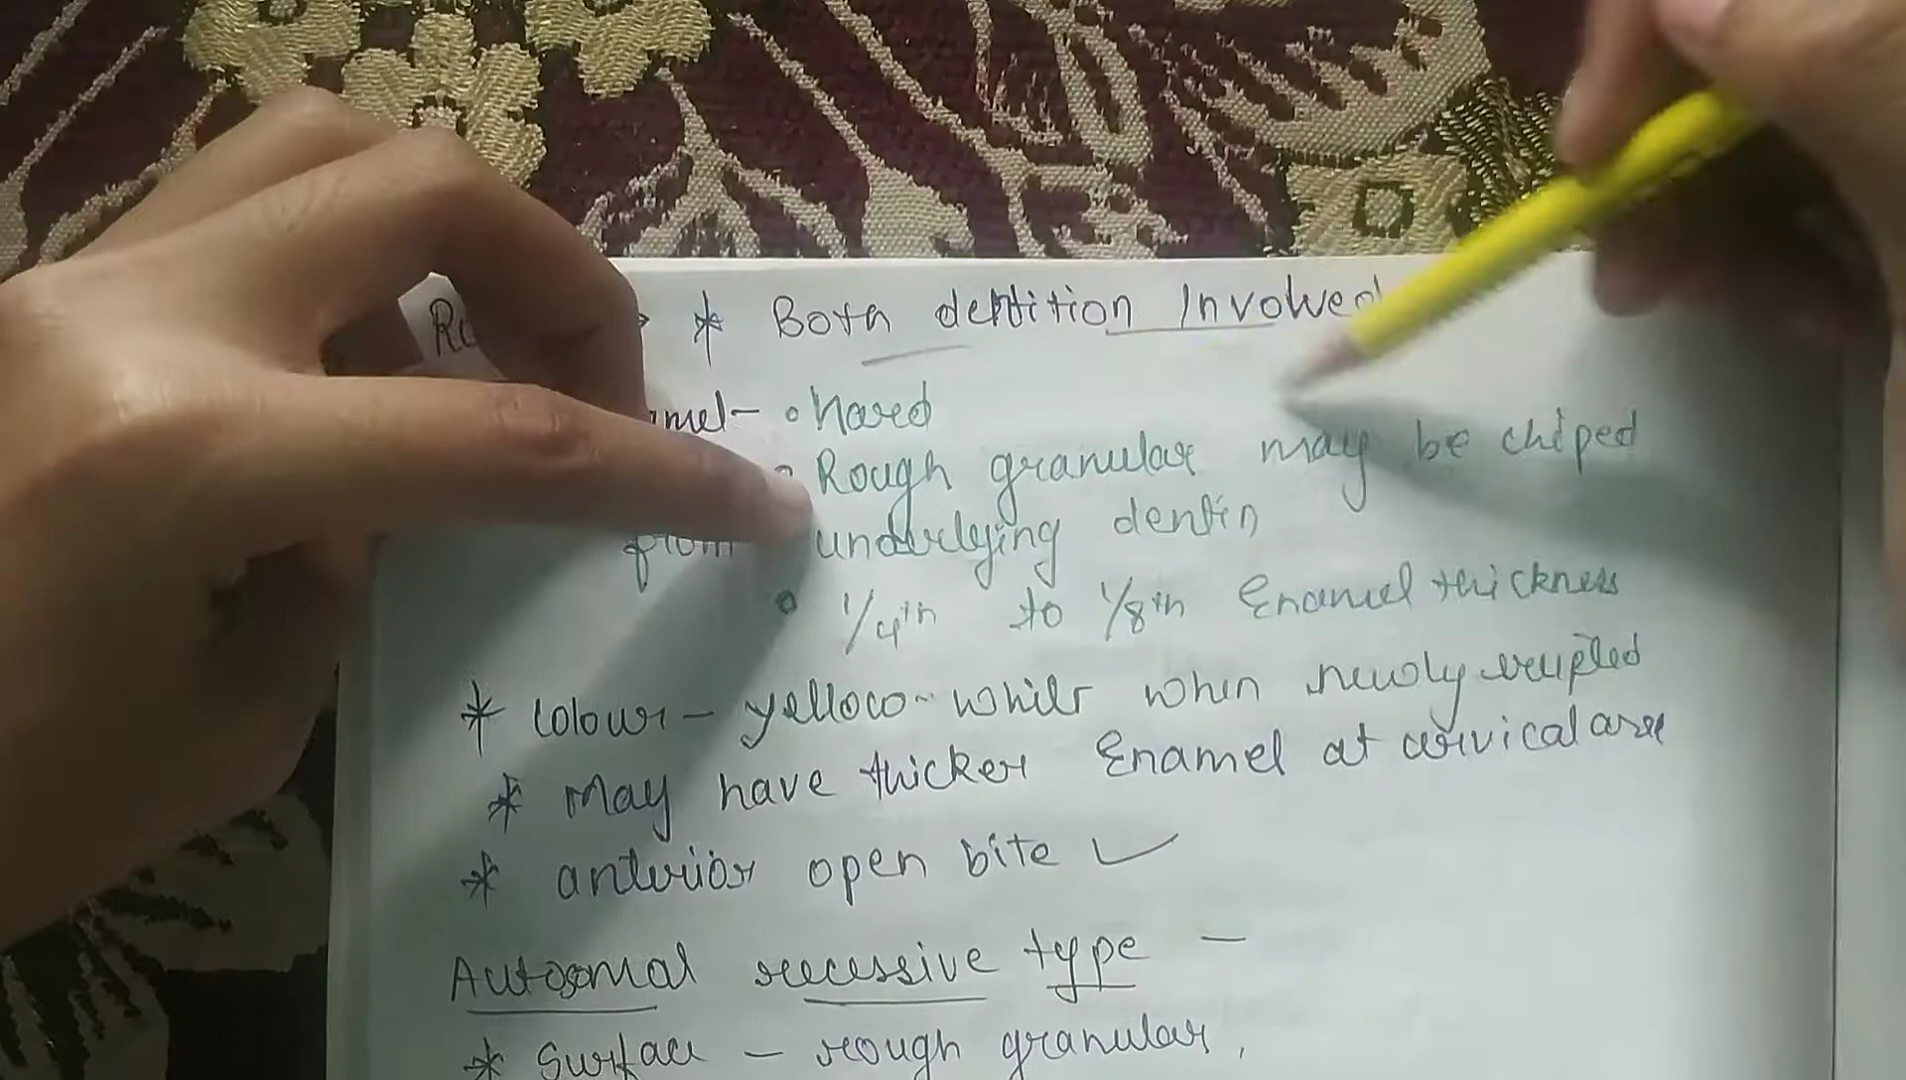 * Both dentition Involved
amel- ° hard
° Rough granular may be chiped
from underlying dentin
° 1/4th to 1/8th Enamel thickness
* Colour - yellow-white when newly erupted
* May have thicker Enamel at cervical area
* anterior open bite ✓
Autosomal recessive type -
* Surface - rough granular,